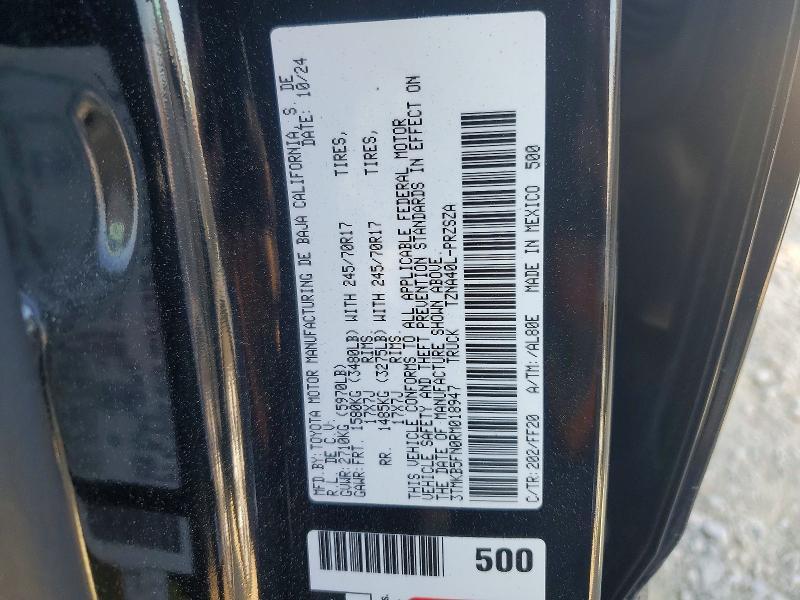 MFD.BY:TOYOTA MOTOR MANUFACTURING DE BAJA CALIFORNIA, S. DE
R.L. DE C.V. DATE: 10/24
GVWR: 2710KG (5970LB)
GAWR:FRT. 1580KG (3480LB) WITH 245/70R17 TIRES,
17X7J RIMS
RR. 1485KG (3275LB) WITH 245/70R17 TIRES,
17X7J RIMS
THIS VEHICLE CONFORMS TO ALL APPLICABLE FEDERAL MOTOR
VEHICLE SAFETY AND THEFT PREVENTION STANDARDS IN EFFECT ON
THE DATE OF MANUFACTURE SHOWN ABOVE.
3TMKB5FN0RM018947 TRUCK TZNA40L-PRZSZA
C/TR:202/FF20 A/TM:/AL80E MADE IN MEXICO 500
500